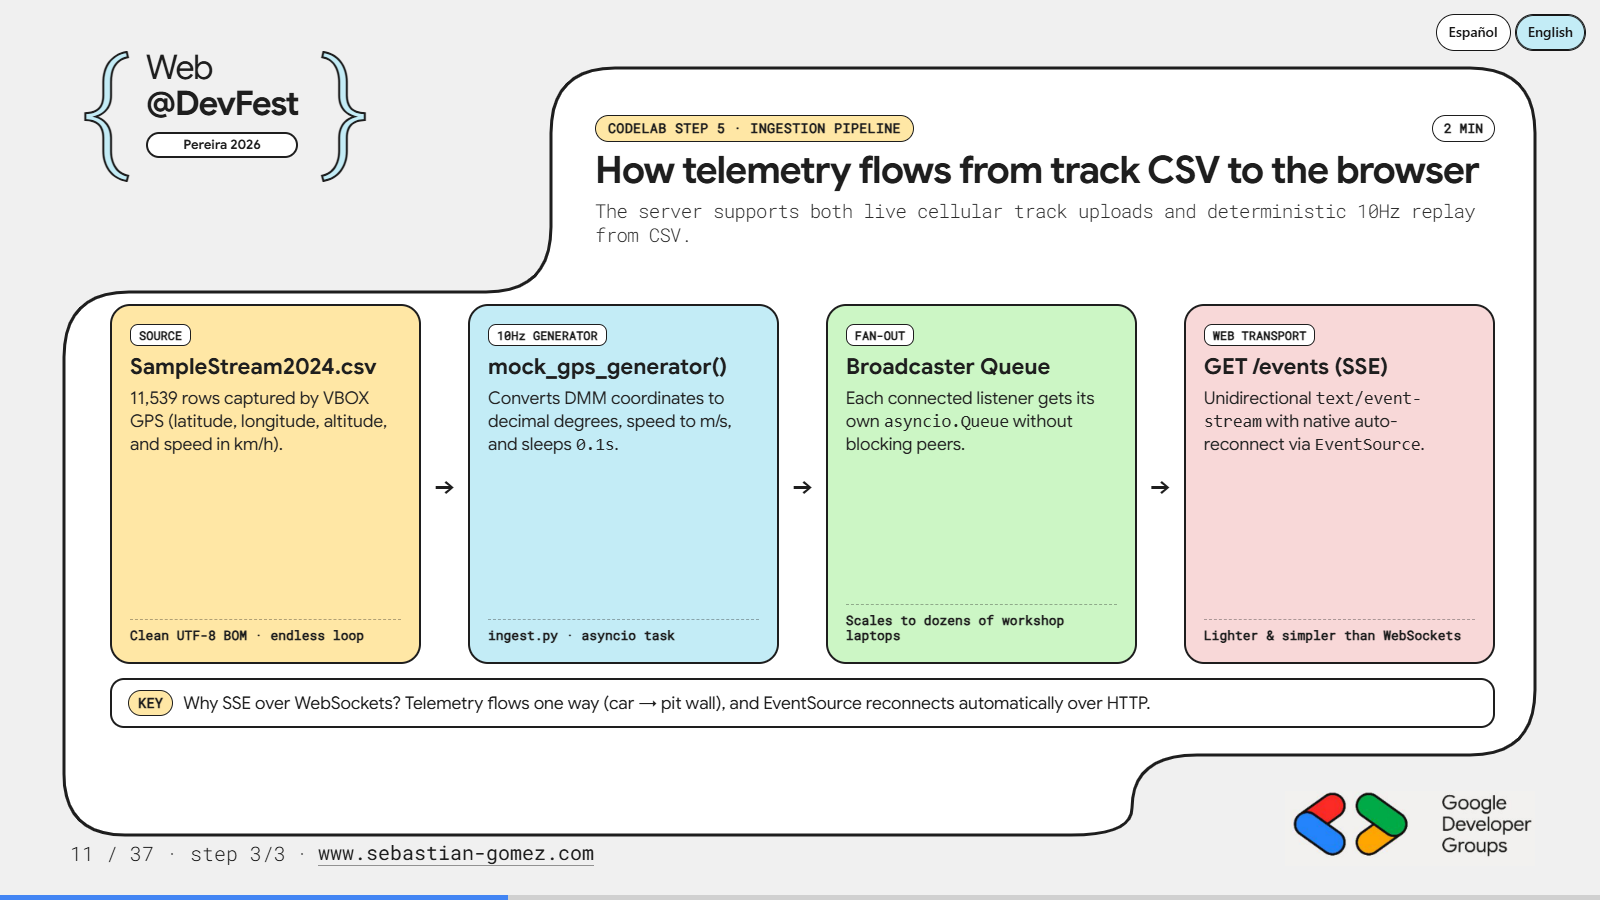 Español
English
Web
@DevFest
Pereira 2026
CODELAB STEP 5 · INGESTION PIPELINE
2 MIN
How telemetry flows from track CSV to the browser
The server supports both live cellular track uploads and deterministic 10Hz replay
from CSV.
SOURCE
SampleStream2024.csv
11,539 rows captured by VBOX
GPS (latitude, longitude, altitude,
and speed in km/h).
Clean UTF-8 BOM · endless loop
→
10Hz GENERATOR
mock_gps_generator()
Converts DMM coordinates to
decimal degrees, speed to m/s,
and sleeps 0.1s.
ingest.py · asyncio task
→
FAN-OUT
Broadcaster Queue
Each connected listener gets its
own asyncio.Queue without
blocking peers.
Scales to dozens of workshop
laptops
→
WEB TRANSPORT
GET /events (SSE)
Unidirectional text/event-
stream with native auto-
reconnect via EventSource.
Lighter & simpler than WebSockets
KEY Why SSE over WebSockets? Telemetry flows one way (car → pit wall), and EventSource reconnects automatically over HTTP.
11 / 37 · step 3/3 · www.sebastian-gomez.com
Google
Developer
Groups